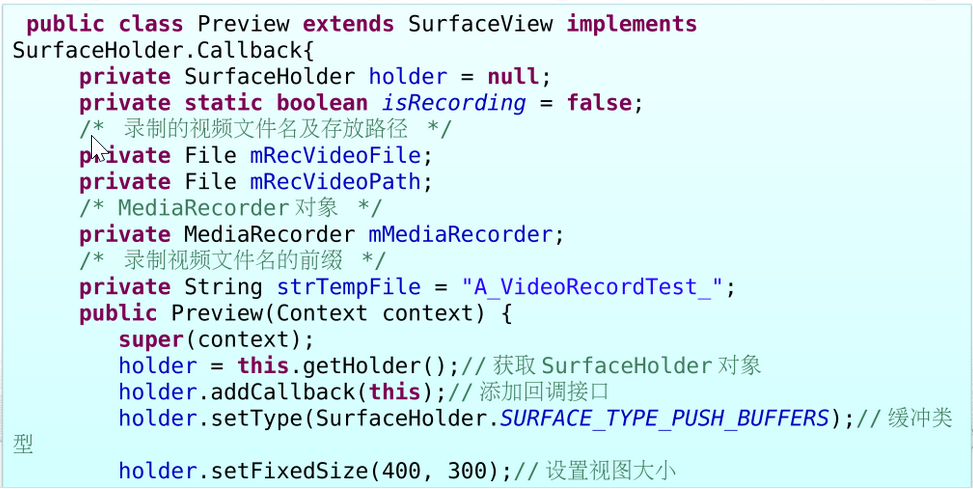 public class Preview extends SurfaceView implements
SurfaceHolder.Callback{
private SurfaceHolder holder = null;
private static boolean isRecording = false;
/* 录制的视频文件名及存放路径 */
private File mRecVideoFile;
private File mRecVideoPath;
/* MediaRecorder对象 */
private MediaRecorder mMediaRecorder;
/* 录制视频文件名的前缀 */
private String strTempFile = "A_VideoRecordTest_";
public Preview(Context context) {
super(context);
holder = this.getHolder();//获取SurfaceHolder对象
holder.addCallback(this);//添加回调接口
holder.setType(SurfaceHolder.SURFACE_TYPE_PUSH_BUFFERS);//缓冲类
型
holder.setFixedSize(400, 300);//设置视图大小